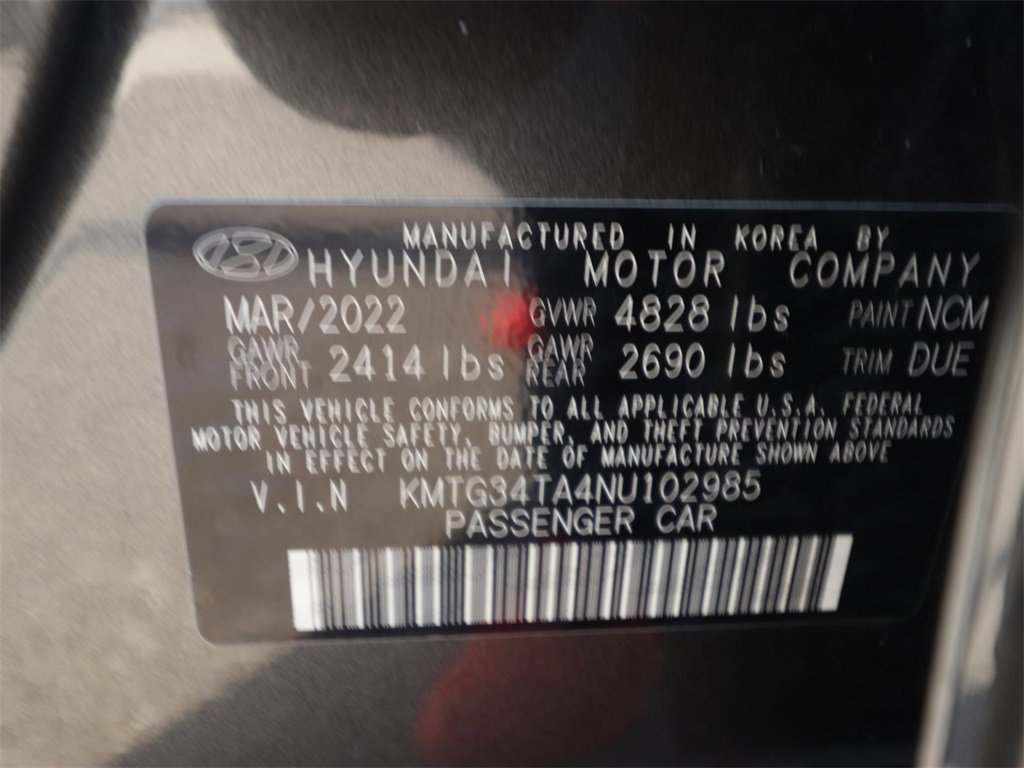 MANUFACTURED IN KOREA BY
HYUNDAI MOTOR COMPANY
MAR/2022 GVWR 4828 lbs PAINT NCM
GAWR FRONT 2414 lbs GAWR REAR 2690 lbs TRIM DUE
THIS VEHICLE CONFORMS TO ALL APPLICABLE U.S.A. FEDERAL
MOTOR VEHICLE SAFETY, BUMPER, AND THEFT PREVENTION STANDARDS
IN EFFECT ON THE DATE OF MANUFACTURE SHOWN ABOVE
V.I.N KMTG34TA4NU102985
PASSENGER CAR